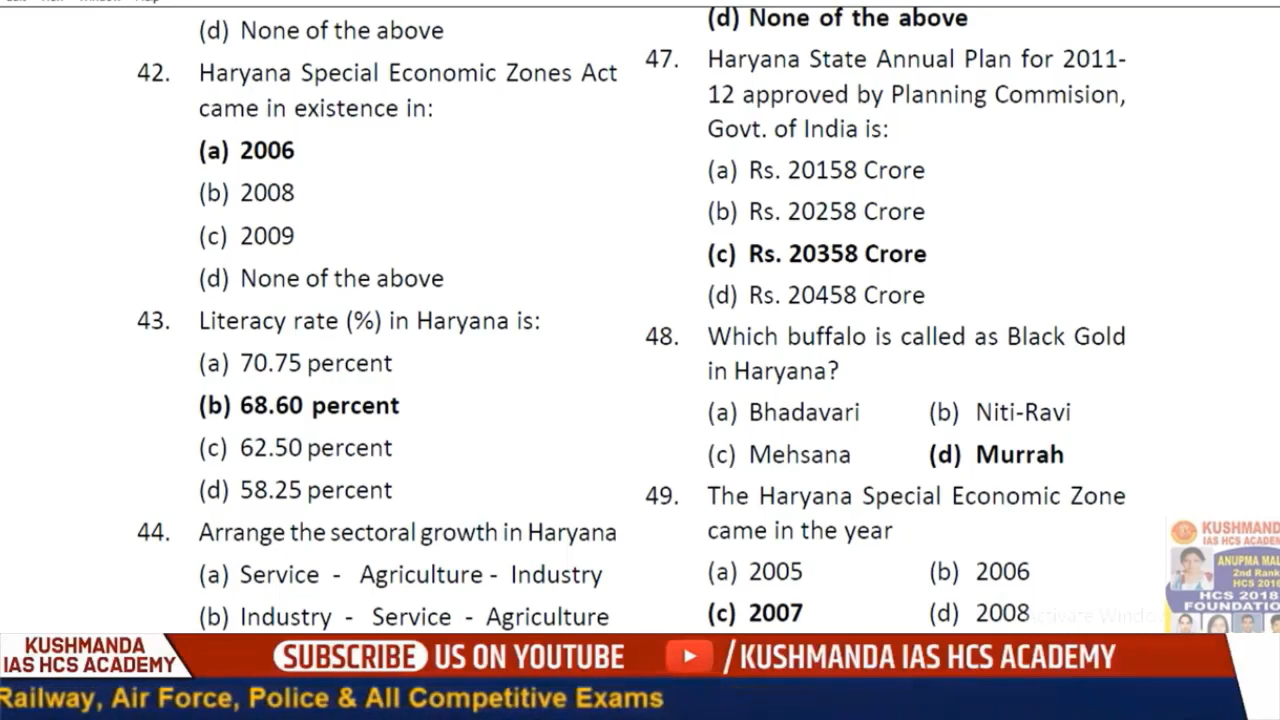 (d) None of the above
42. Haryana Special Economic Zones Act
came in existence in:
(a) 2006
(b) 2008
(c) 2009
(d) None of the above
43. Literacy rate (%) in Haryana is:
(a) 70.75 percent
(b) 68.60 percent
(c) 62.50 percent
(d) 58.25 percent
44. Arrange the sectoral growth in Haryana
(a) Service - Agriculture - Industry
(b) Industry - Service - Agriculture
(d) None of the above
47. Haryana State Annual Plan for 2011-
12 approved by Planning Commision,
Govt. of India is:
(a) Rs. 20158 Crore
(b) Rs. 20258 Crore
(c) Rs. 20358 Crore
(d) Rs. 20458 Crore
48. Which buffalo is called as Black Gold
in Haryana?
(a) Bhadavari (b) Niti-Ravi
(c) Mehsana (d) Murrah
49. The Haryana Special Economic Zone
came in the year
(a) 2005 (b) 2006
(c) 2007 (d) 2008
KUSHMAND
IAS HCS ACADEM
ANUPMA MAL
2nd Rank
HCS 2018
FOUNDATIO
KUSHMANDA
IAS HCS ACADEMY
SUBSCRIBE US ON YOUTUBE /KUSHMANDA IAS HCS ACADEMY
Railway, Air Force, Police & All Competitive Exams